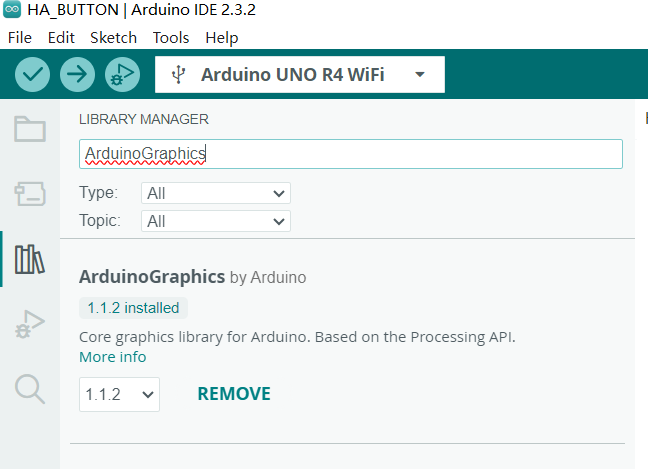 HA_BUTTON | Arduino IDE 2.3.2
File Edit Sketch Tools Help
Arduino UNO R4 WiFi
LIBRARY MANAGER
ArduinoGraphics
Type: All
Topic: All
ArduinoGraphics by Arduino
1.1.2 installed
Core graphics library for Arduino. Based on the Processing API.
More info
1.1.2 REMOVE